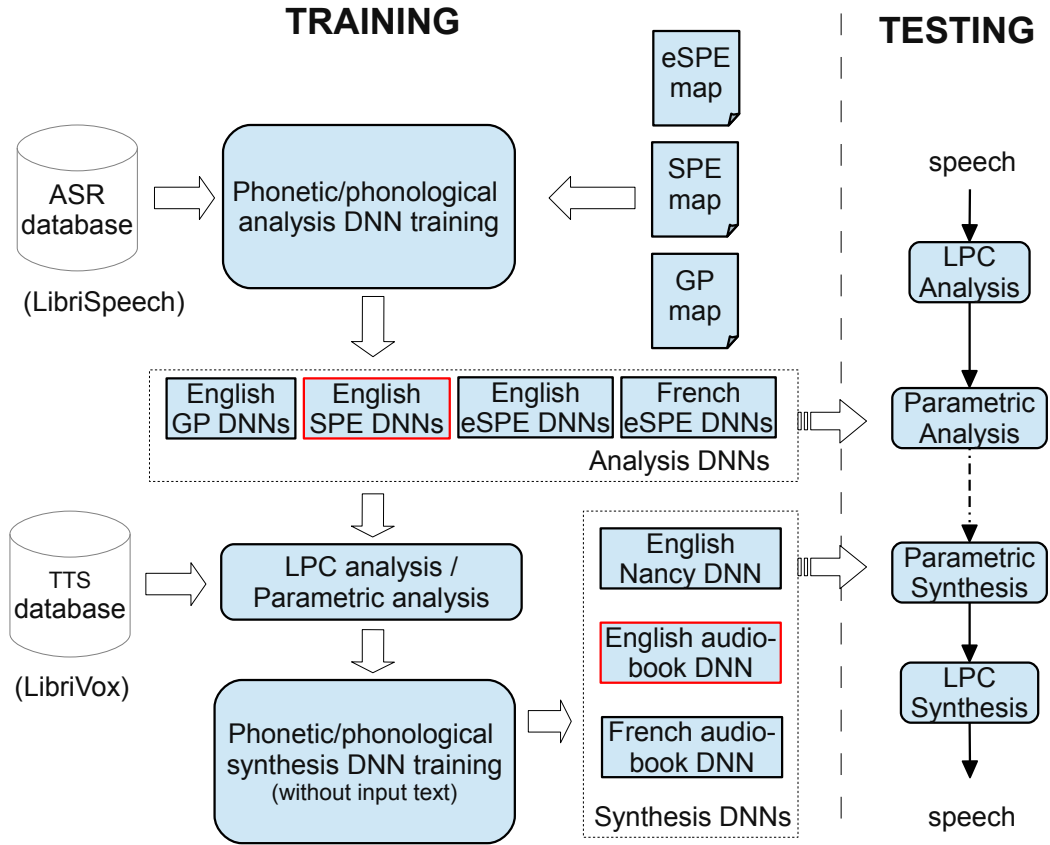 TRAINING
TESTING
eSPE
map
SPE
map
GP
map
ASR
database
(LibriSpeech)
Phonetic/phonological
analysis DNN training
English
GP DNNs
English
SPE DNNs
English
eSPE DNNs
French
eSPE DNNs
Analysis DNNs
TTS
database
(LibriVox)
LPC analysis /
Parametric analysis
Phonetic/phonological
synthesis DNN training
(without input text)
English
Nancy DNN
English audio-
book DNN
French audio-
book DNN
Synthesis DNNs
speech
LPC
Analysis
Parametric
Analysis
Parametric
Synthesis
LPC
Synthesis
speech